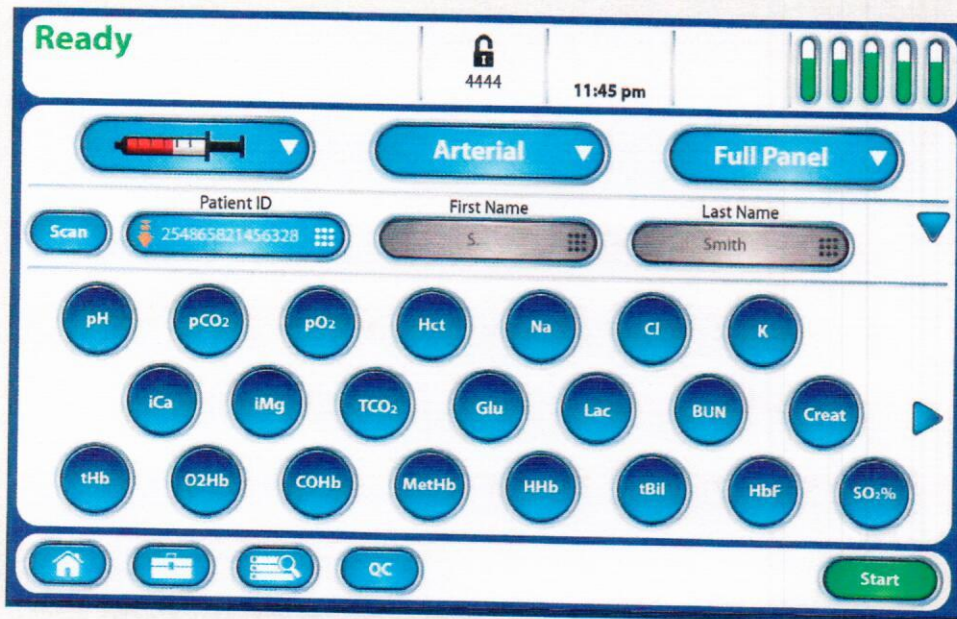 Ready
4444
11:45 pm
Arterial
Full Panel
Patient ID
First Name
Last Name
Scan
254865821456328
S.
Smith
pH pCO₂ pO₂ Hct Na Cl K
iCa iMg TCO₂ Glu Lac BUN Creat
tHb O2Hb COHb MetHb HHb tBil HbF SO₂%
QC
Start